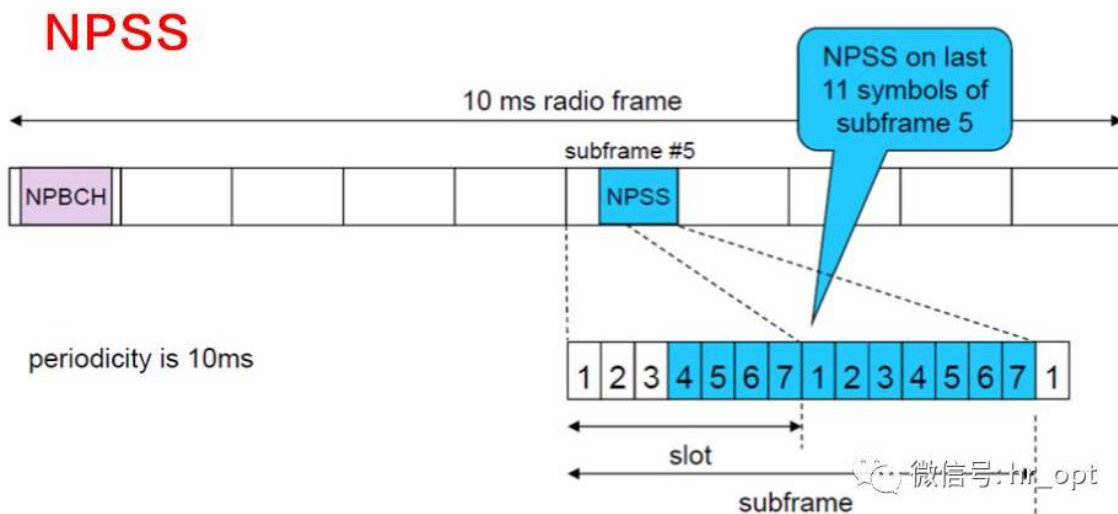 NPSS
NPSS on last
11 symbols of
subframe 5
10 ms radio frame
subframe #5
NPBCH
NPSS
periodicity is 10ms
1 2 3 4 5 6 7 1 2 3 4 5 6 7 1
slot
subframe
微信号: hr_opt